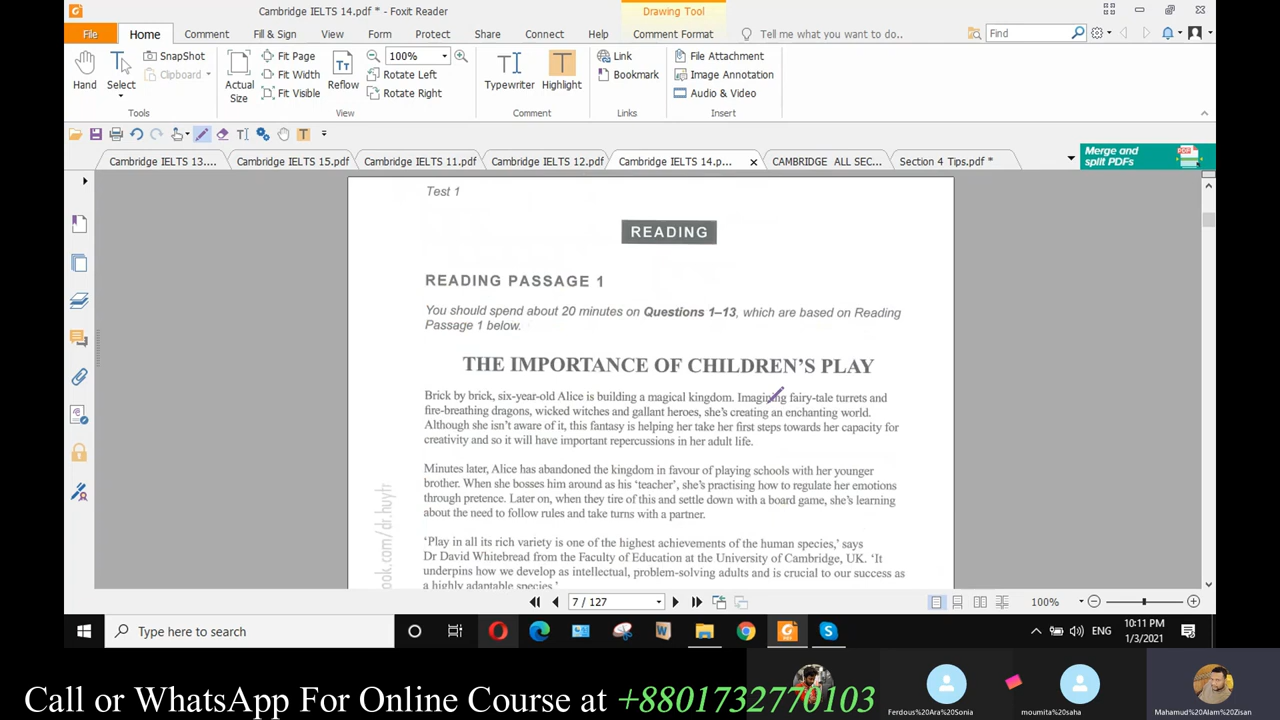 Cambridge IELTS 14.pdf * - Foxit Reader
Drawing Tool
File
Home
Comment
Fill & Sign
View
Form
Protect
Share
Connect
Help
Comment Format
Tell me what you want to do..
Find
Hand
Select
SnapShot
Clipboard
Actual
Size
Fit Page
Fit Width
Fit Visible
Reflow
100%
Rotate Left
Rotate Right
Typewriter
Highlight
Link
Bookmark
File Attachment
Image Annotation
Audio & Video
Tools
View
Comment
Links
Insert
Cambridge IELTS 13....
Cambridge IELTS 15.pdf
Cambridge IELTS 11.pdf
Cambridge IELTS 12.pdf
Cambridge IELTS 14.p...
CAMBRIDGE ALL SEC...
Section 4 Tips.pdf *
Merge and
split PDFs
Test 1
READING
READING PASSAGE 1
You should spend about 20 minutes on Questions 1–13, which are based on Reading
Passage 1 below.
THE IMPORTANCE OF CHILDREN'S PLAY
Brick by brick, six-year-old Alice is building a magical kingdom. Imagining fairy-tale turrets and
fire-breathing dragons, wicked witches and gallant heroes, she's creating an enchanting world.
Although she isn't aware of it, this fantasy is helping her take her first steps towards her capacity for
creativity and so it will have important repercussions in her adult life.
Minutes later, Alice has abandoned the kingdom in favour of playing schools with her younger
brother. When she bosses him around as his 'teacher', she's practising how to regulate her emotions
through pretence. Later on, when they tire of this and settle down with a board game, she's learning
about the need to follow rules and take turns with a partner.
'Play in all its rich variety is one of the highest achievements of the human species,' says
Dr David Whitebread from the Faculty of Education at the University of Cambridge, UK. 'It
underpins how we develop as intellectual, problem-solving adults and is crucial to our success as
a highly adaptable species.'
ook.com/dr.huytr
7 / 127
100%
Type here to search
ENG
10:11 PM
1/3/2021
Call or WhatsApp For Online Course at +8801732770103
Ferdous%20Ara%20Sonia
moumita%20saha
Mahamud%20Alam%20Zisan